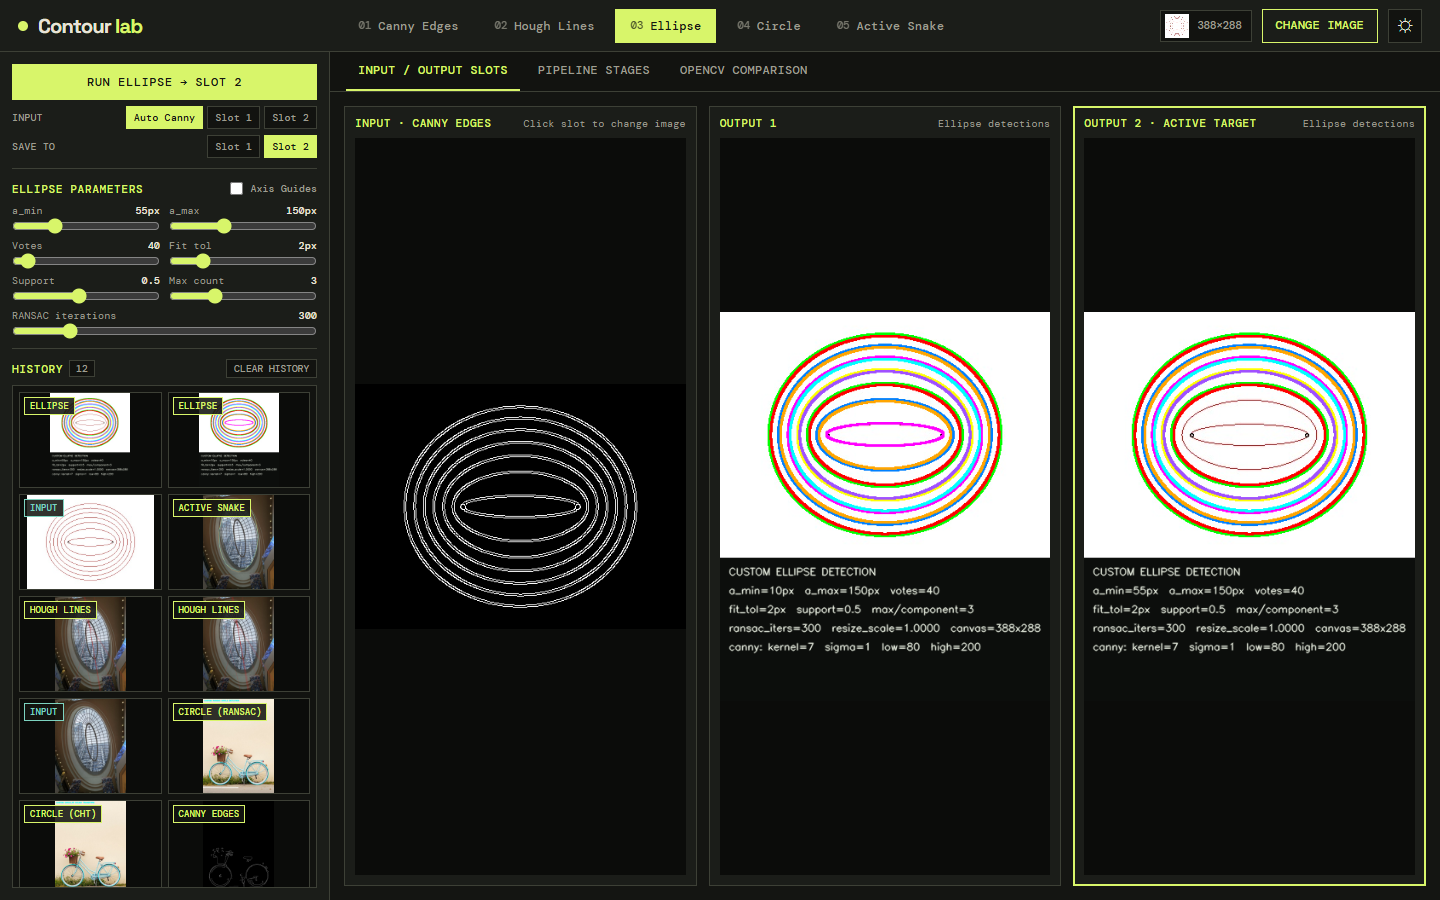 Contour lab
01 Canny Edges
02 Hough Lines
03 Ellipse
04 Circle
05 Active Snake
388×288
CHANGE IMAGE
RUN ELLIPSE → SLOT 2
INPUT Auto Canny Slot 1 Slot 2
SAVE TO Slot 1 Slot 2
ELLIPSE PARAMETERS Axis Guides
a_min 55px a_max 150px
Votes 40 Fit tol 2px
Support 0.5 Max count 3
RANSAC iterations 300
HISTORY 12 CLEAR HISTORY
ELLIPSE
ELLIPSE
INPUT
ACTIVE SNAKE
HOUGH LINES
HOUGH LINES
INPUT
CIRCLE (RANSAC)
CIRCLE (CHT)
CANNY EDGES
INPUT / OUTPUT SLOTS
PIPELINE STAGES
OPENCV COMPARISON
INPUT · CANNY EDGES Click slot to change image
OUTPUT 1 Ellipse detections
CUSTOM ELLIPSE DETECTION
a_min=10px a_max=150px votes=40
fit_tol=2px support=0.5 max/component=3
ransac_iters=300 resize_scale=1.0000 canvas=388x288
canny: kernel=7 sigma=1 low=80 high=200
OUTPUT 2 · ACTIVE TARGET Ellipse detections
CUSTOM ELLIPSE DETECTION
a_min=55px a_max=150px votes=40
fit_tol=2px support=0.5 max/component=3
ransac_iters=300 resize_scale=1.0000 canvas=388x288
canny: kernel=7 sigma=1 low=80 high=200